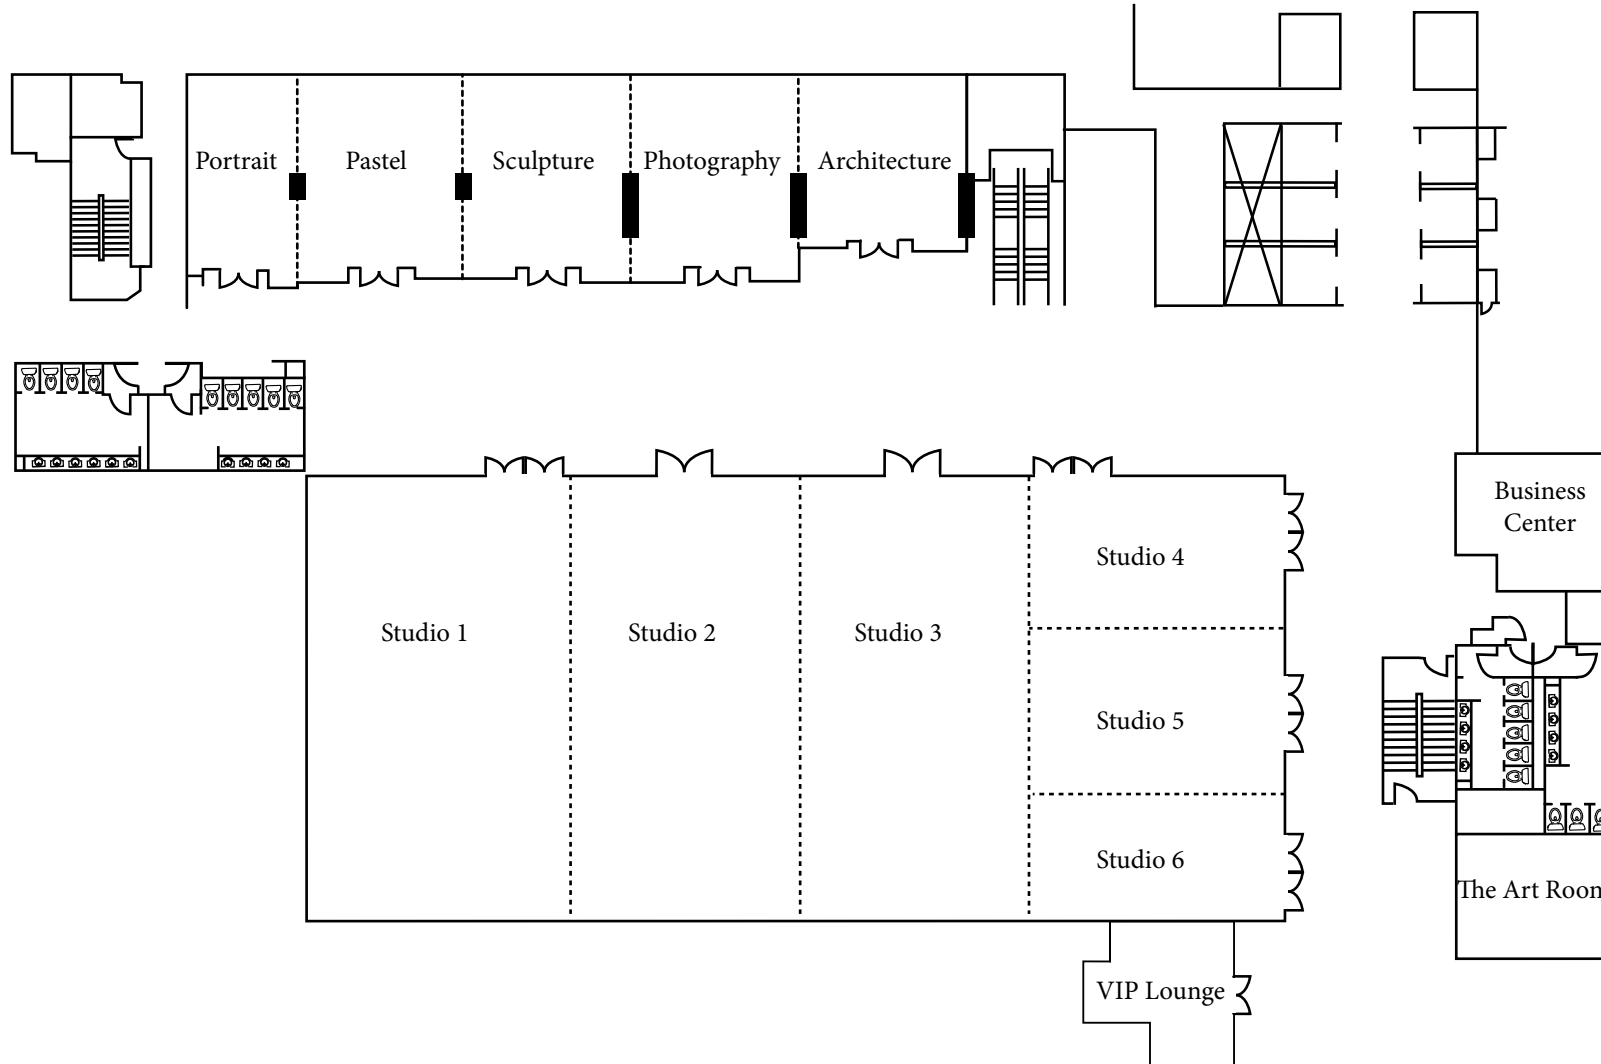 Portrait
Pastel
Sculpture
Photography
Architecture
Business
Center
Studio 1
Studio 2
Studio 3
Studio 4
Studio 5
Studio 6
The Art Room
VIP Lounge